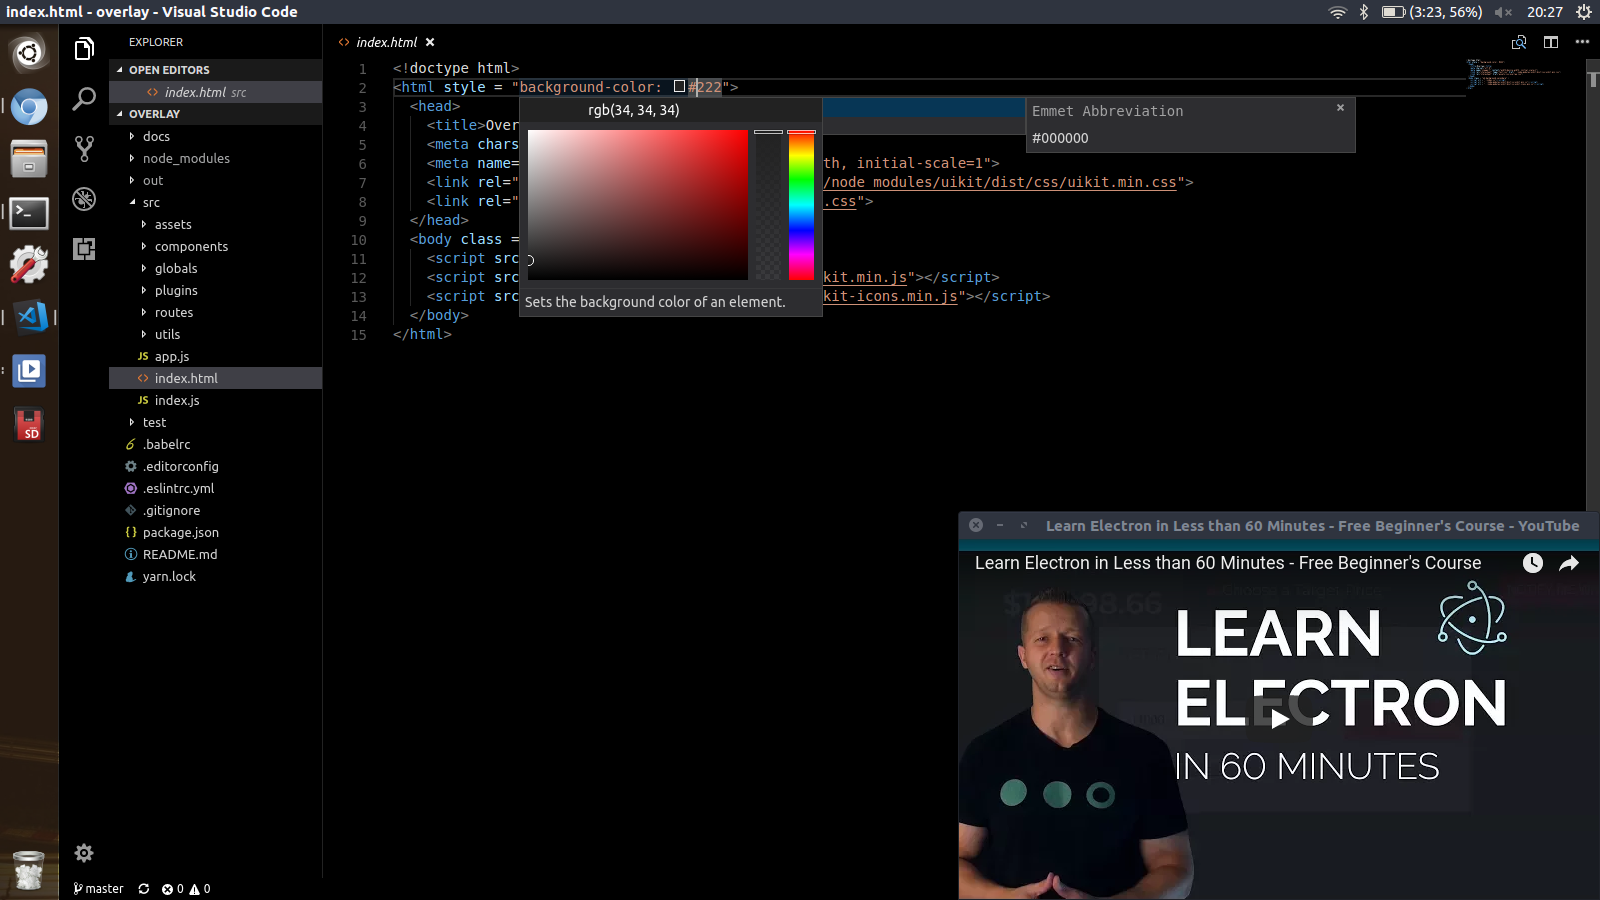 index.html - overlay - Visual Studio Code
(3:23, 56%)
20:27
EXPLORER
OPEN EDITORS
index.html src
OVERLAY
docs
node_modules
out
src
assets
components
globals
plugins
routes
utils
JS app.js
index.html
JS index.js
test
.babelrc
.editorconfig
.eslintrc.yml
.gitignore
package.json
README.md
yarn.lock
master
0
0
SD
index.html
1 <!doctype html>
2 <html style = "background-color: #222">
3 <head>
4 <title>Over
5 <meta chars
6 <meta name= th, initial-scale=1">
7 <link rel=" /node_modules/uikit/dist/css/uikit.min.css">
8 <link rel=" .css">
9 </head>
10 <body class =
11 <script src
12 <script src kit.min.js"></script>
13 <script src kit-icons.min.js"></script>
14 </body>
15 </html>
rgb(34, 34, 34)
Sets the background color of an element.
Emmet Abbreviation
#000000
Learn Electron in Less than 60 Minutes - Free Beginner's Course - YouTube
Learn Electron in Less than 60 Minutes - Free Beginner's Course
LEARN
ELECTRON
IN 60 MINUTES